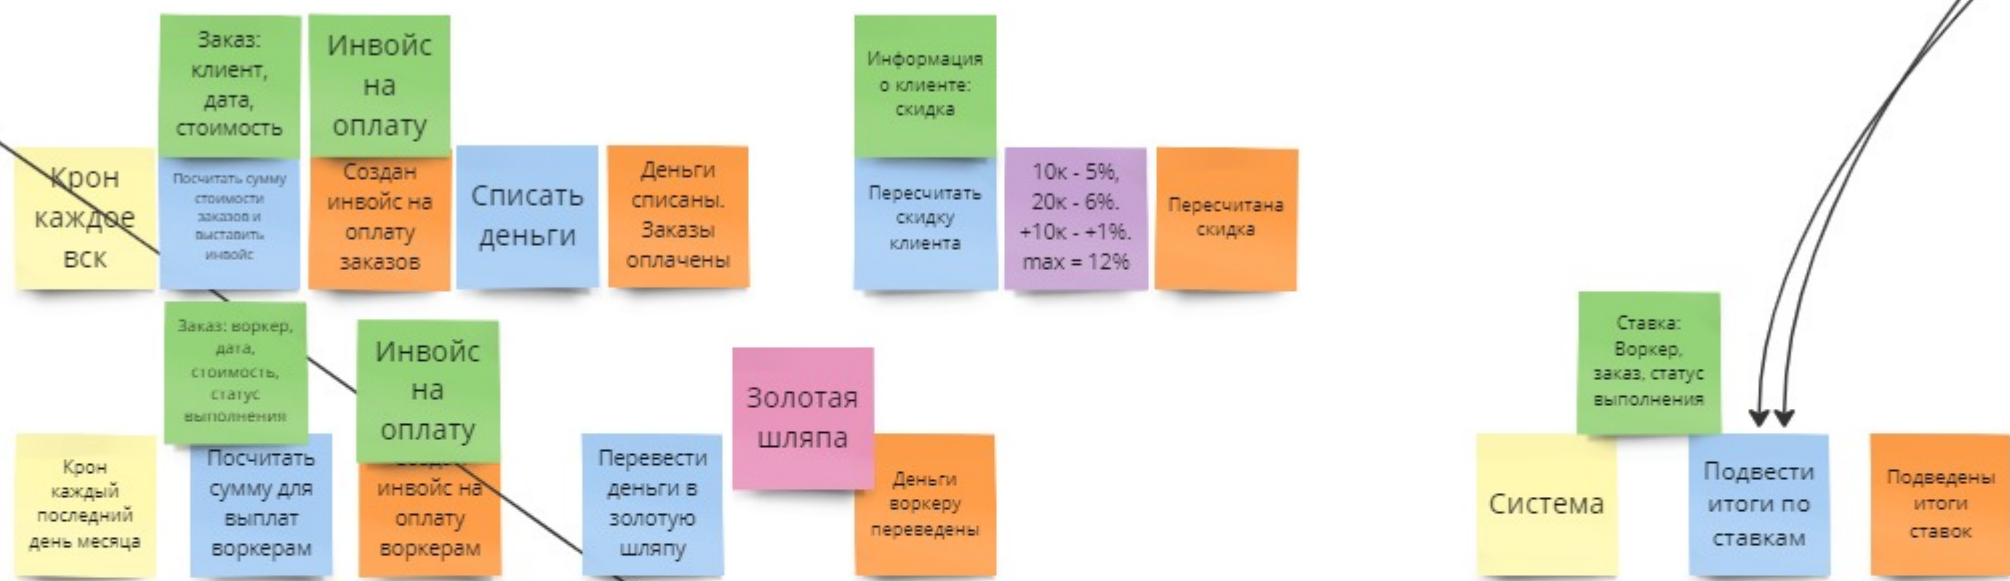 Заказ:
клиент,
дата,
стоимость
Инвойс
на
оплату
Крон
каждое
вск
Посчитать сумму
стоимости
заказов и
выставить
инвойс
Создан
инвойс на
оплату
заказов
Списать
деньги
Деньги
списаны.
Заказы
оплачены
Информация
о клиенте:
скидка
Пересчитать
скидку
клиента
10к - 5%,
20к - 6%.
+10к - +1%.
max = 12%
Пересчитана
скидка
Заказ: воркер,
дата,
стоимость,
статус
выполнения
Инвойс
на
оплату
Крон
каждый
последний
день месяца
Посчитать
сумму для
выплат
воркерам
инвойс на
оплату
воркерам
Перевести
деньги в
золотую
шляпу
Золотая
шляпа
Деньги
воркеру
переведены
Ставка:
Воркер,
заказ, статус
выполнения
Система
Подвести
итоги по
ставкам
Подведены
итоги
ставок